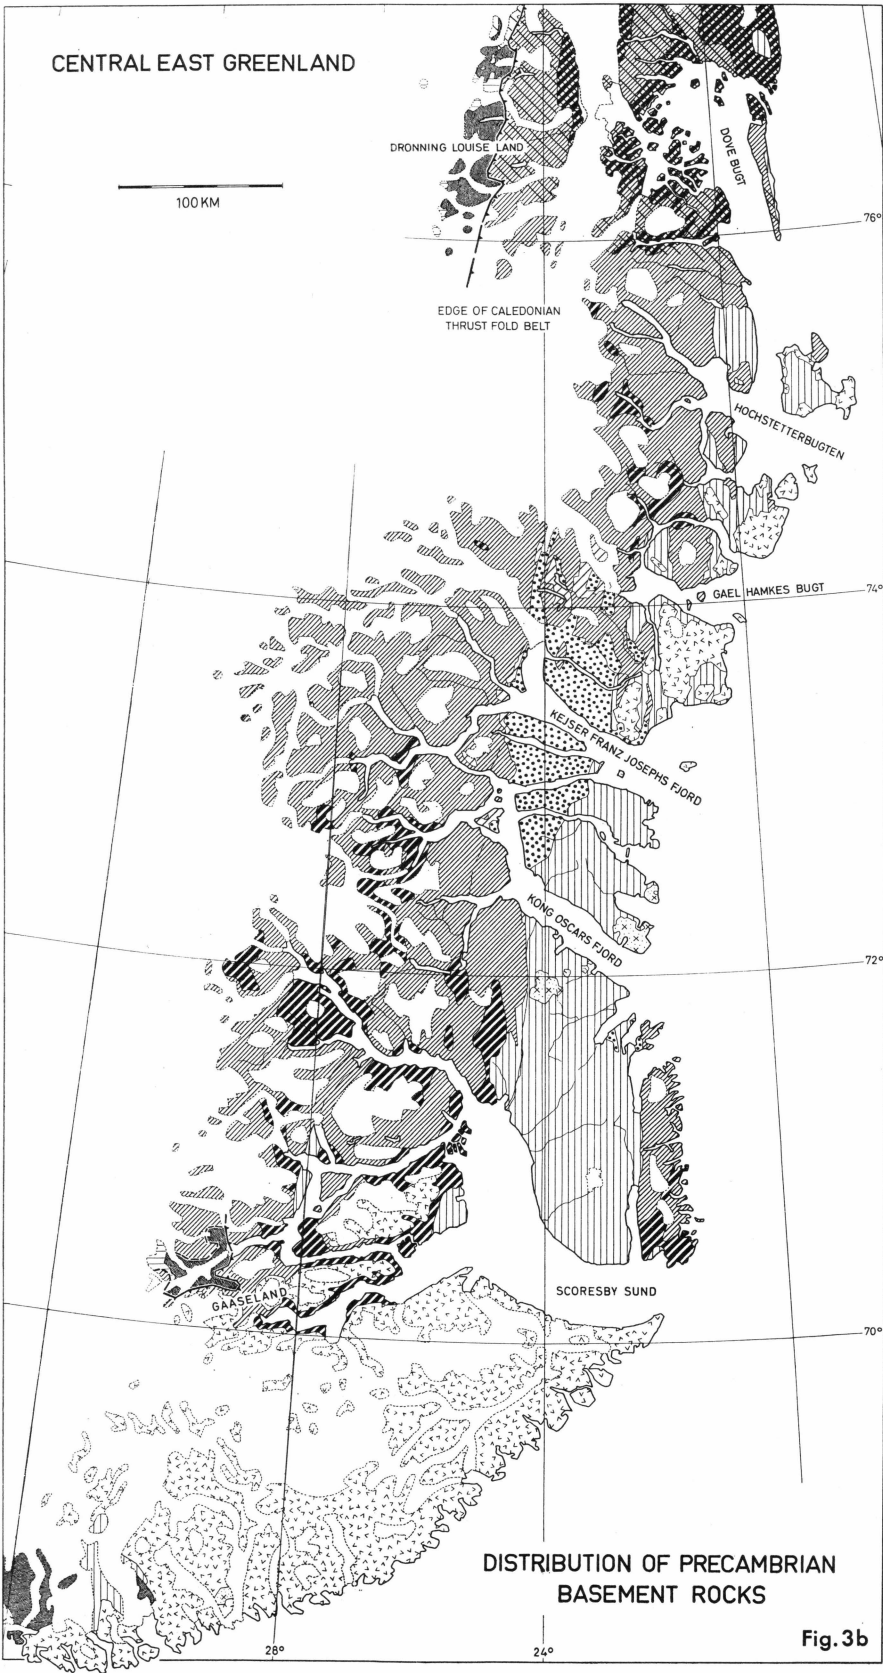 CENTRAL EAST GREENLAND
DRONNING LOUISE LAND
DOVE BUGT
100 KM
76°
EDGE OF CALEDONIAN
THRUST FOLD BELT
HOCHSTETTERBUGTEN
GAEL HAMKES BUGT
74°
KEJSER FRANZ JOSEPHS FJORD
KONG OSCARS FJORD
72°
GAASELAND
SCORESBY SUND
70°
DISTRIBUTION OF PRECAMBRIAN
BASEMENT ROCKS
Fig. 3b
28°
24°